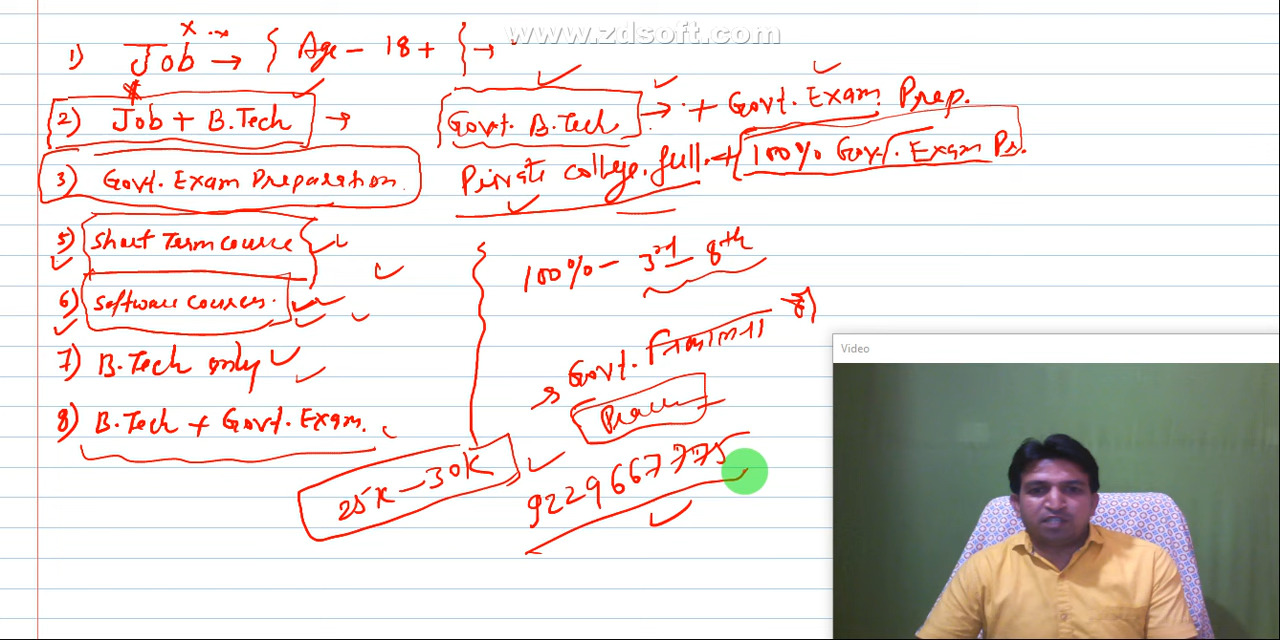 www.zdsoft.com
1) Job → { Age - 18+ } →
2) Job + B.Tech → Govt. B.Tech → + Govt. Exam Prep.
Private college. full. + 100% Govt. Exam Pr.
3) Govt. Exam Preparation.
5) Short Term course
6) Software courses.
7) B.Tech only
8) B.Tech + Govt. Exam.
100% - 3rd 8th
→ Govt.
25K - 30K
9229667775
Video